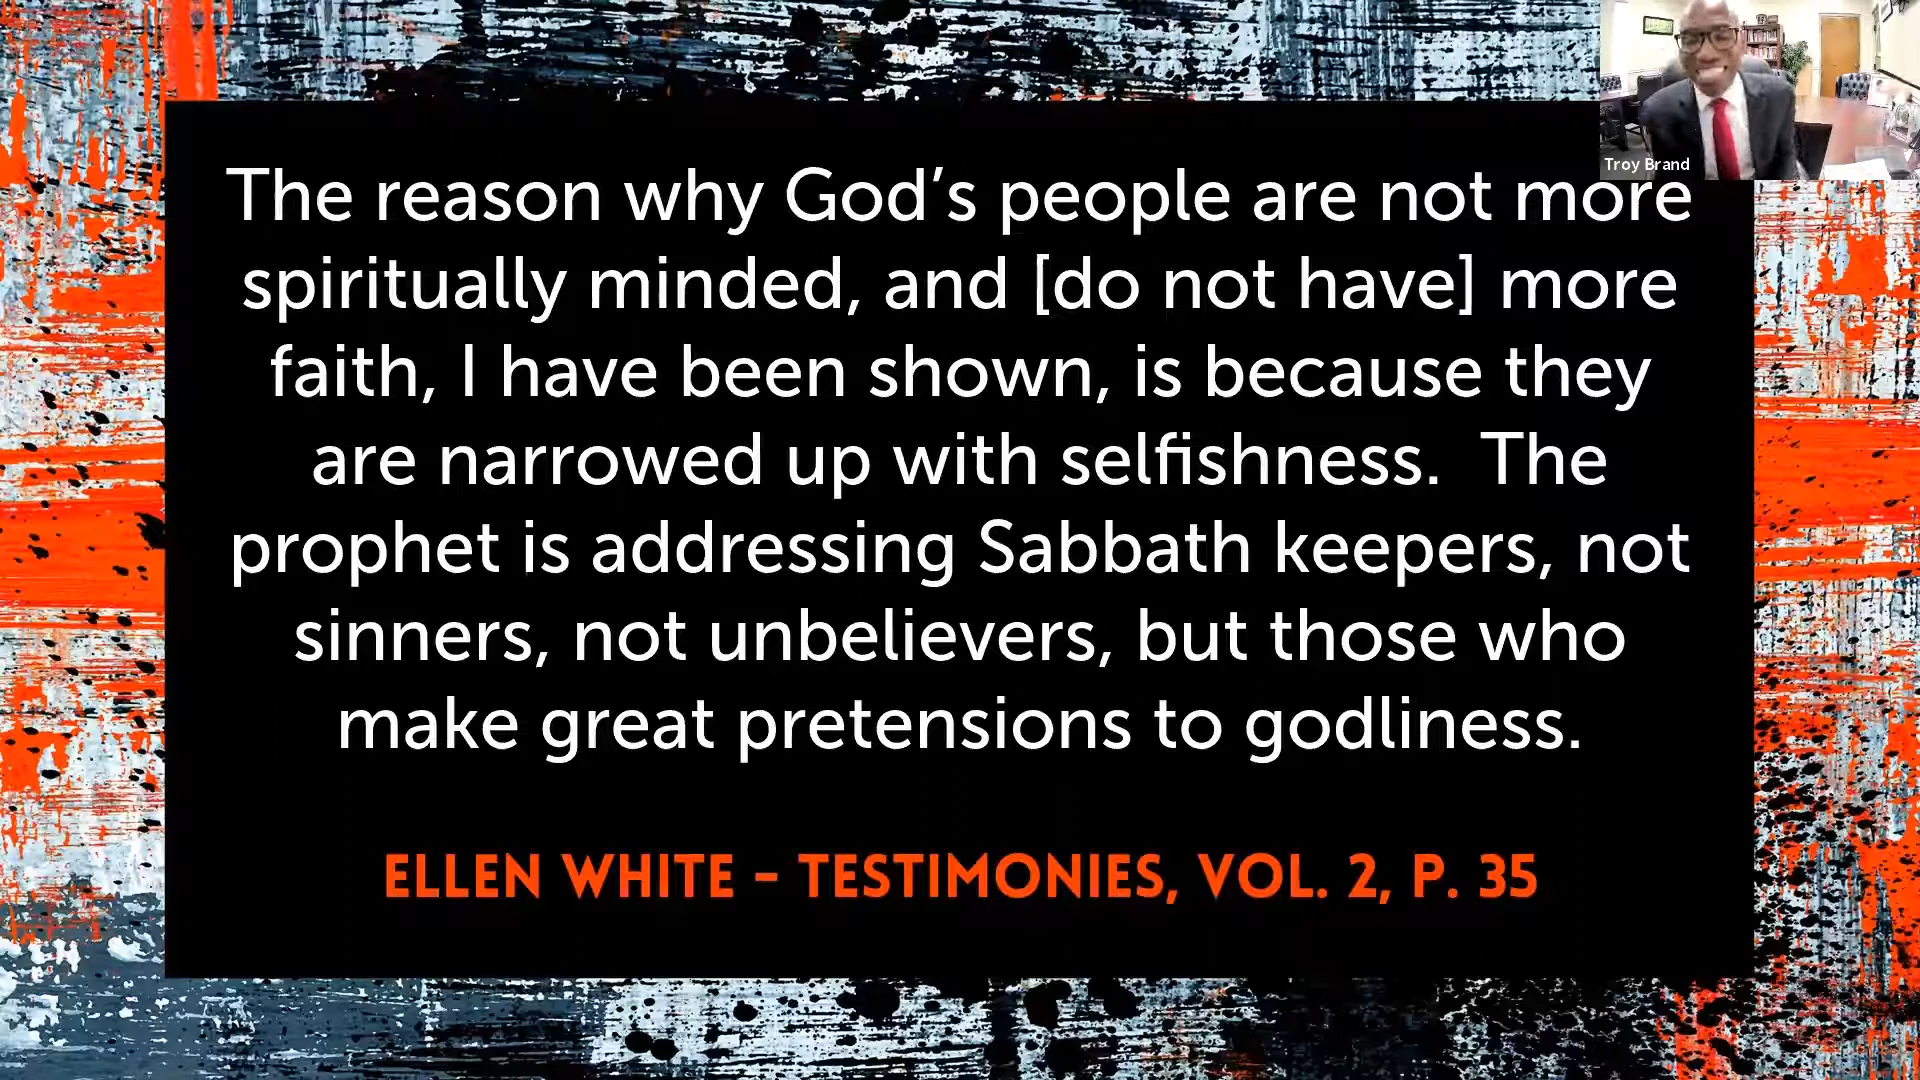 Troy Brand
The reason why God’s people are not more
spiritually minded, and [do not have] more
faith, I have been shown, is because they
are narrowed up with selfishness.  The
prophet is addressing Sabbath keepers, not
sinners, not unbelievers, but those who
make great pretensions to godliness.
ELLEN WHITE - TESTIMONIES, VOL. 2, P. 35